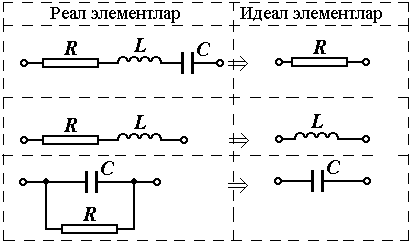 Реал элементлар Идеал элементлар
R L C ⇒ R
R L ⇒ L
C ⇒ C
R